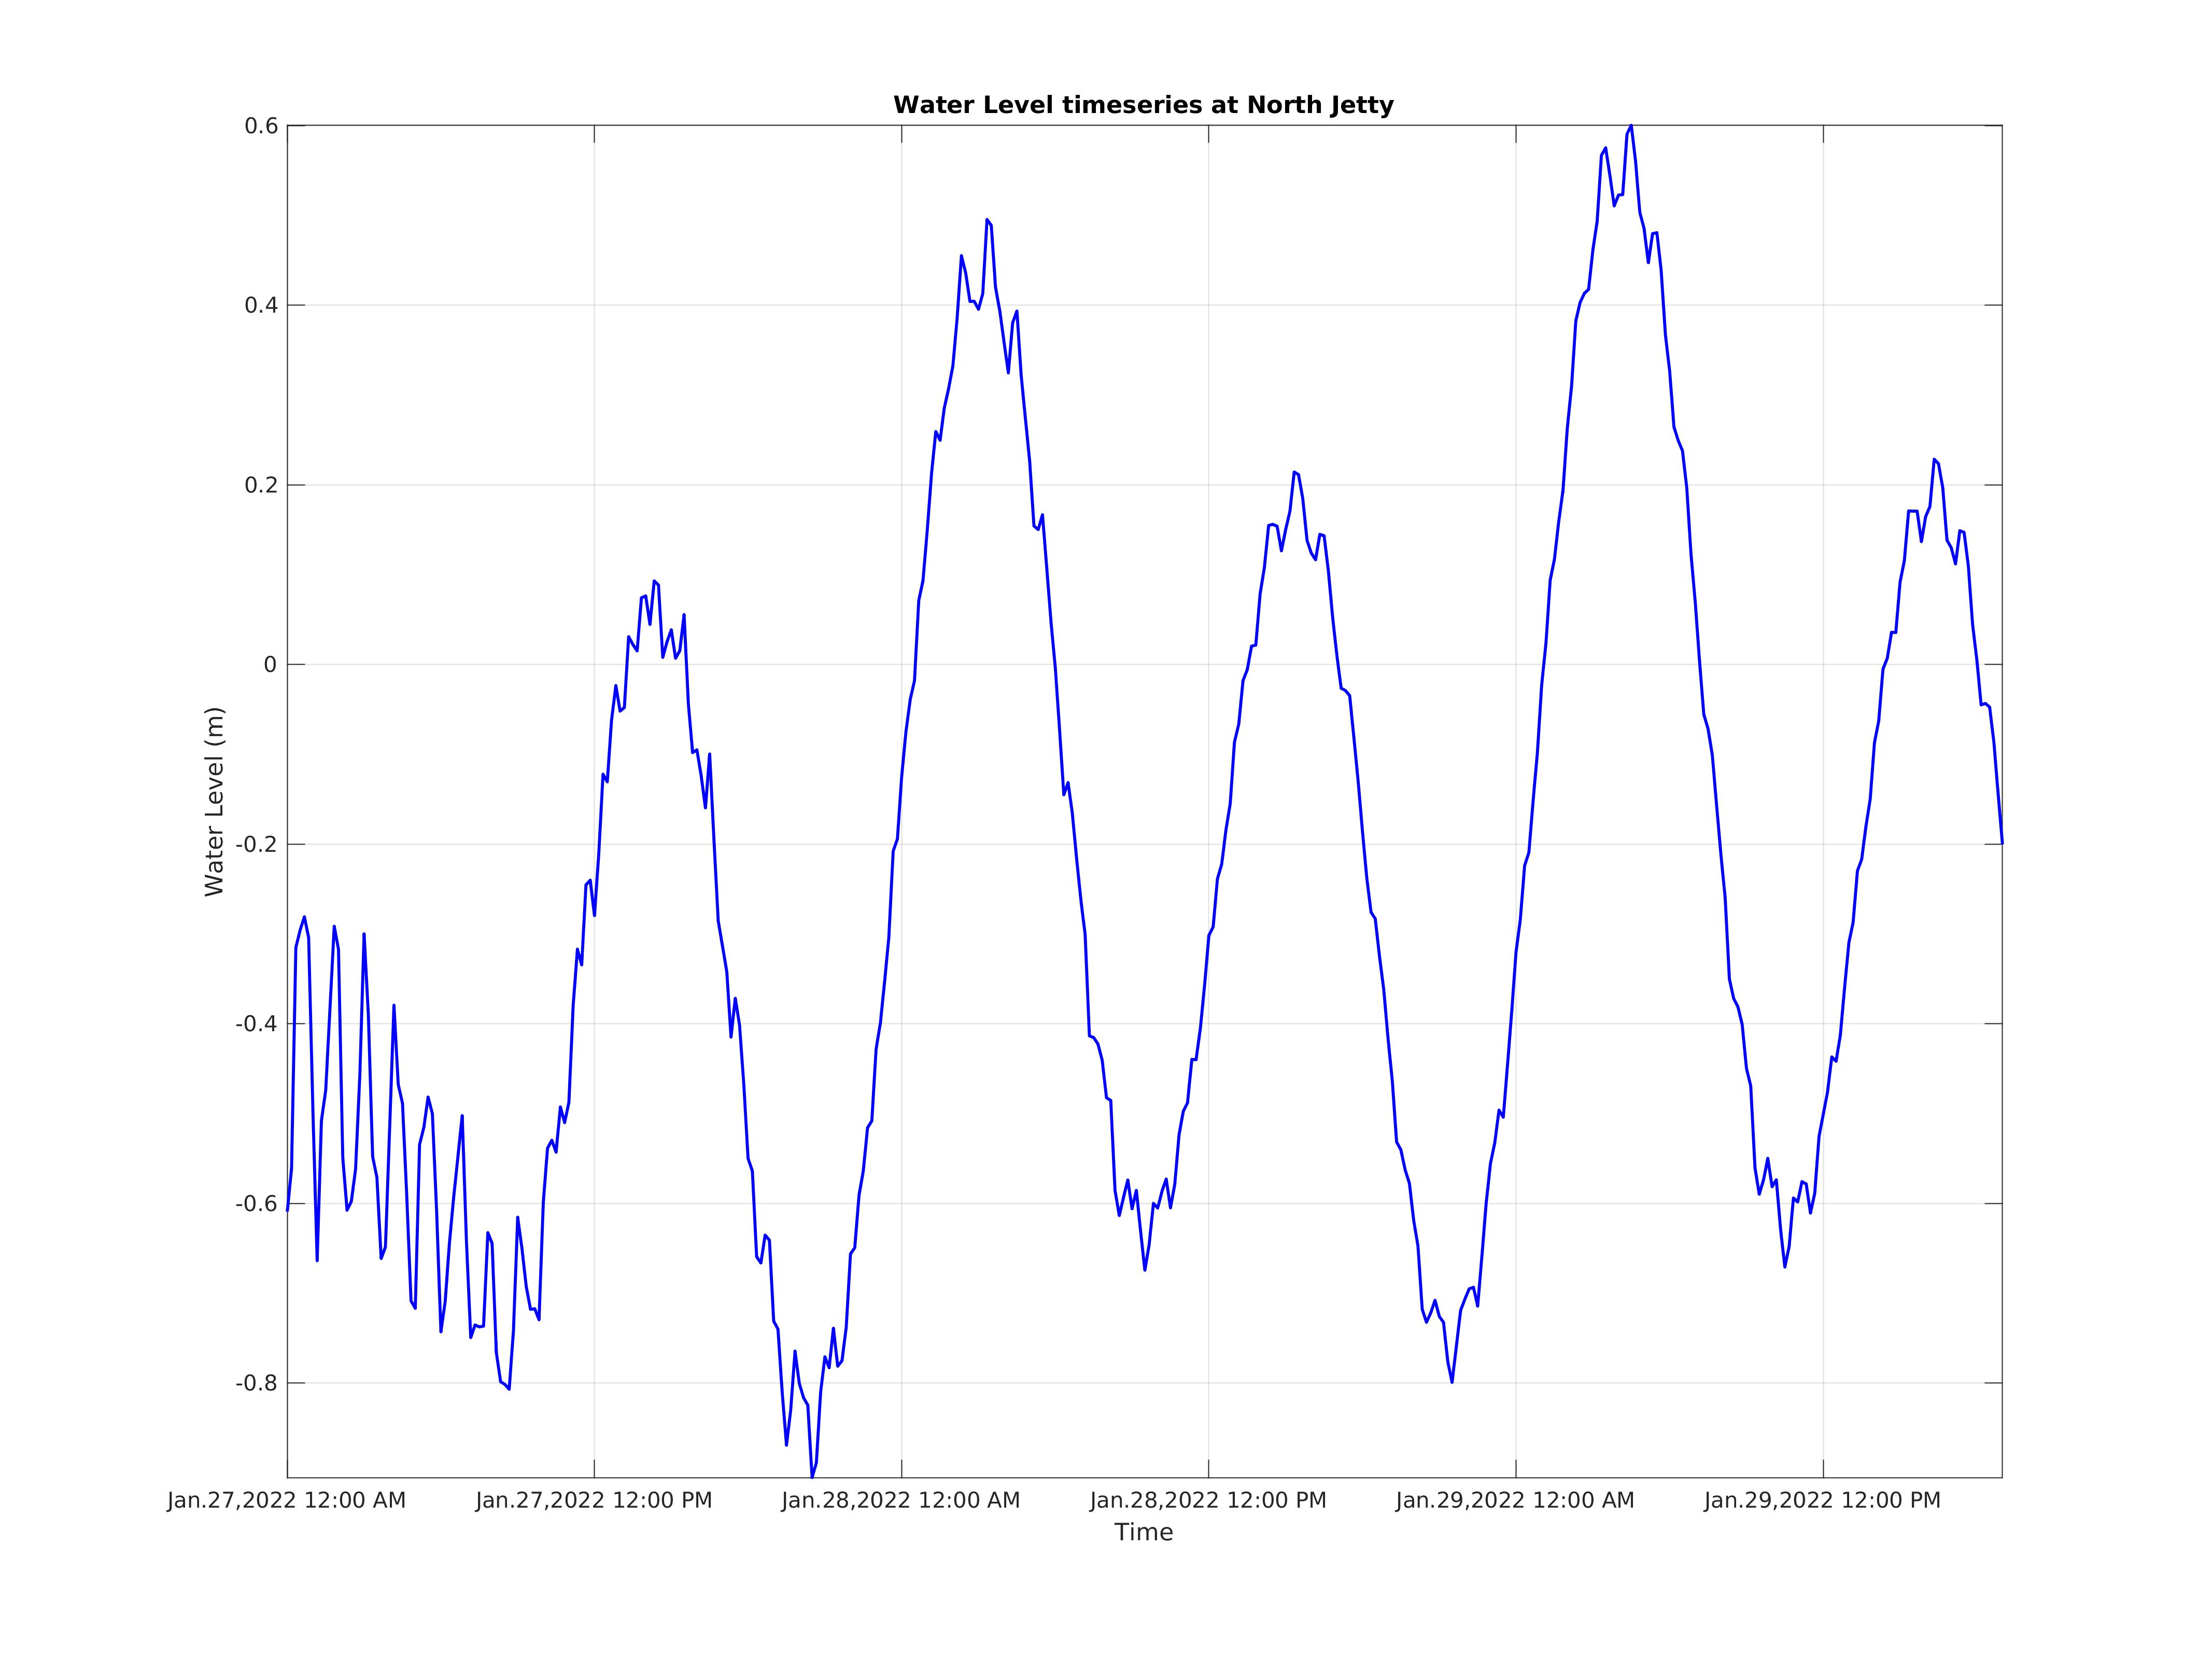 Water Level timeseries at North Jetty
0.6
0.4
0.2
0
-0.2
-0.4
-0.6
-0.8
Water Level (m)
Jan.27,2022 12:00 AM
Jan.27,2022 12:00 PM
Jan.28,2022 12:00 AM
Jan.28,2022 12:00 PM
Jan.29,2022 12:00 AM
Jan.29,2022 12:00 PM
Time